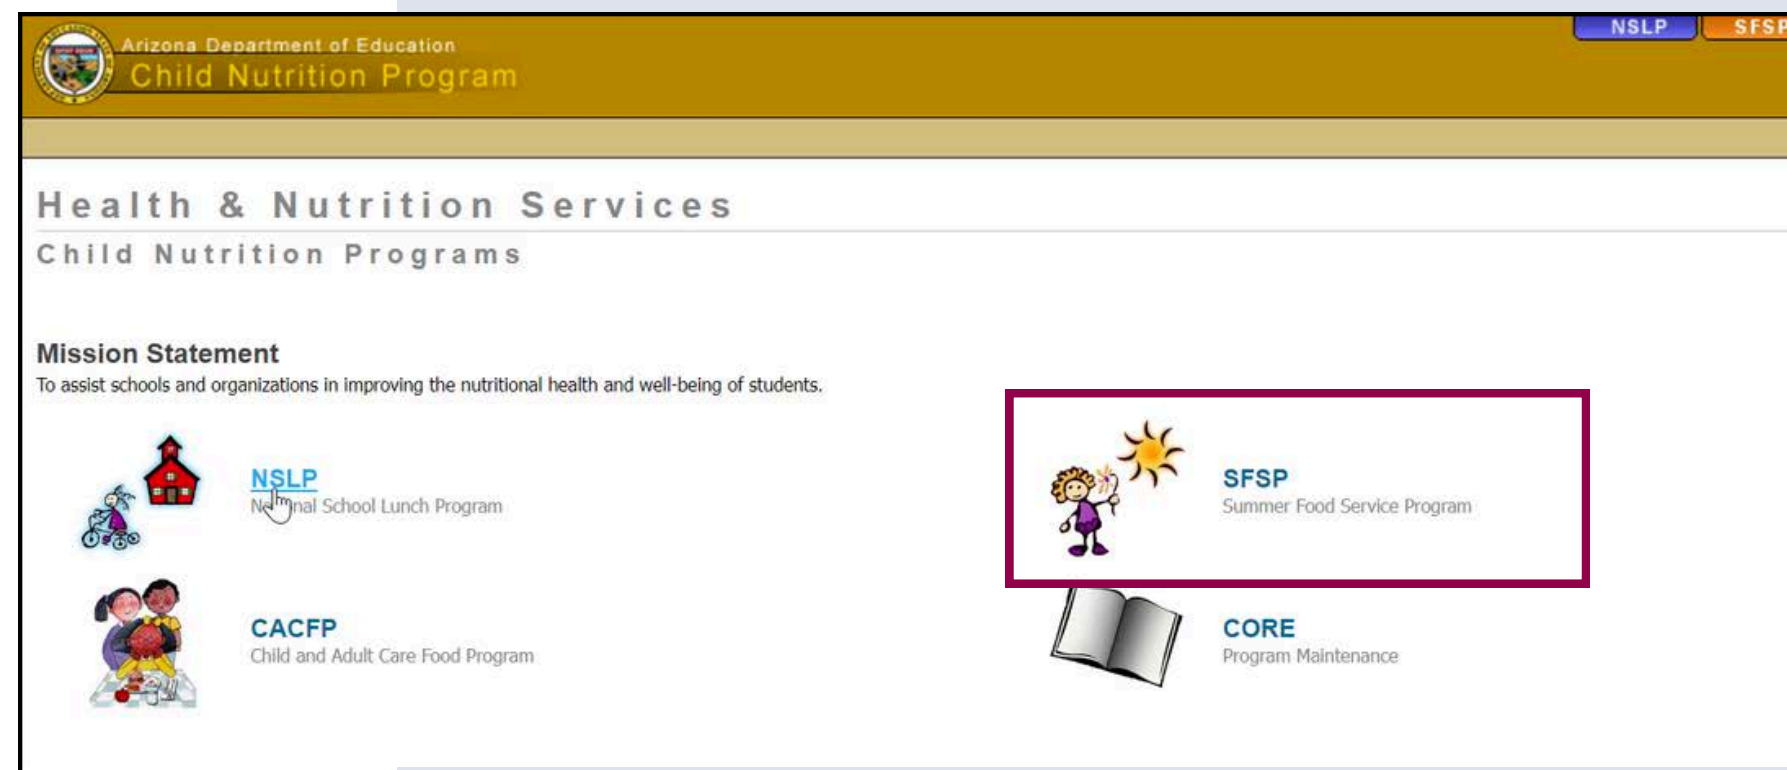 Arizona Department of Education
NSLP SFSP
Child Nutrition Program
Health & Nutrition Services
Child Nutrition Programs
Mission Statement
To assist schools and organizations in improving the nutritional health and well-being of students.
NSLP
National School Lunch Program
SFSP
Summer Food Service Program
CACFP
Child and Adult Care Food Program
CORE
Program Maintenance